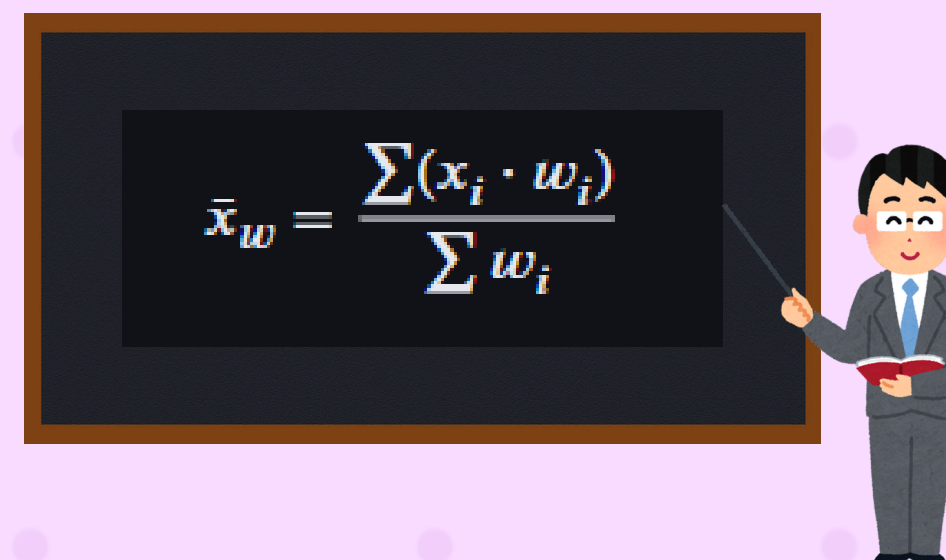 x̄_w = ∑(x_i · w_i) / ∑ w_i